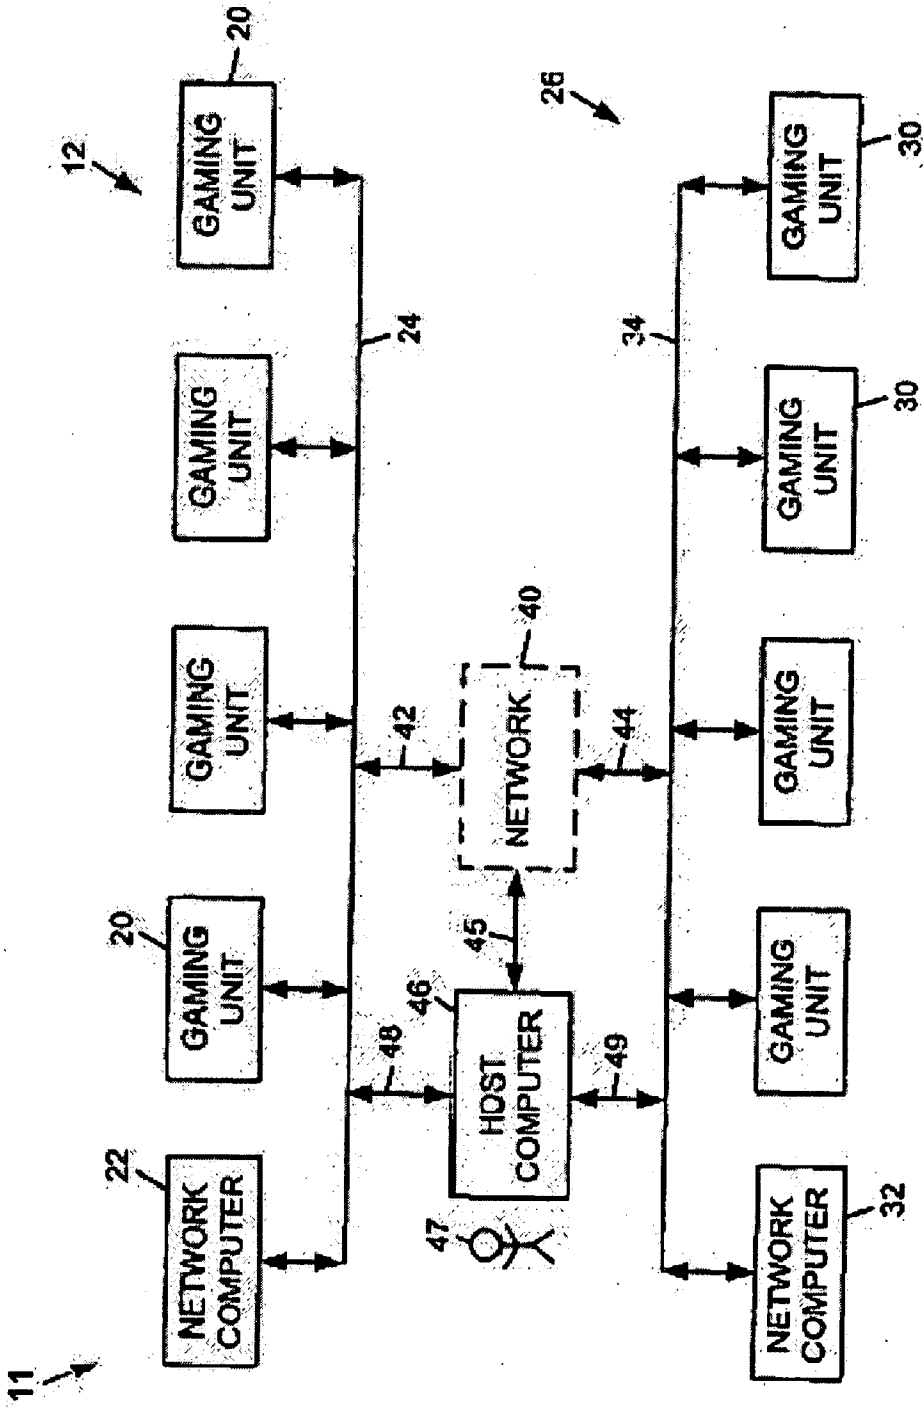 11
12
22
20
20
NETWORK
COMPUTER
GAMING
UNIT
GAMING
UNIT
GAMING
UNIT
GAMING
UNIT
24
48
42
26
47
46
45
40
HOST
COMPUTER
NETWORK
49
44
34
NETWORK
COMPUTER
GAMING
UNIT
GAMING
UNIT
GAMING
UNIT
GAMING
UNIT
32
30
30